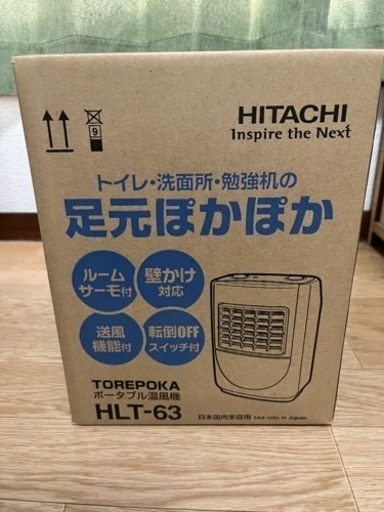 HITACHI
Inspire the Next
9
トイレ・洗面所・勉強机の
足元ぽかぽか
ルーム
サーモ付
壁かけ
対応
送風
機能付
転倒OFF
スイッチ付
TOREPOKA
ポータブル温風機
HLT-63
日本国内家庭用 Use only in Japan.